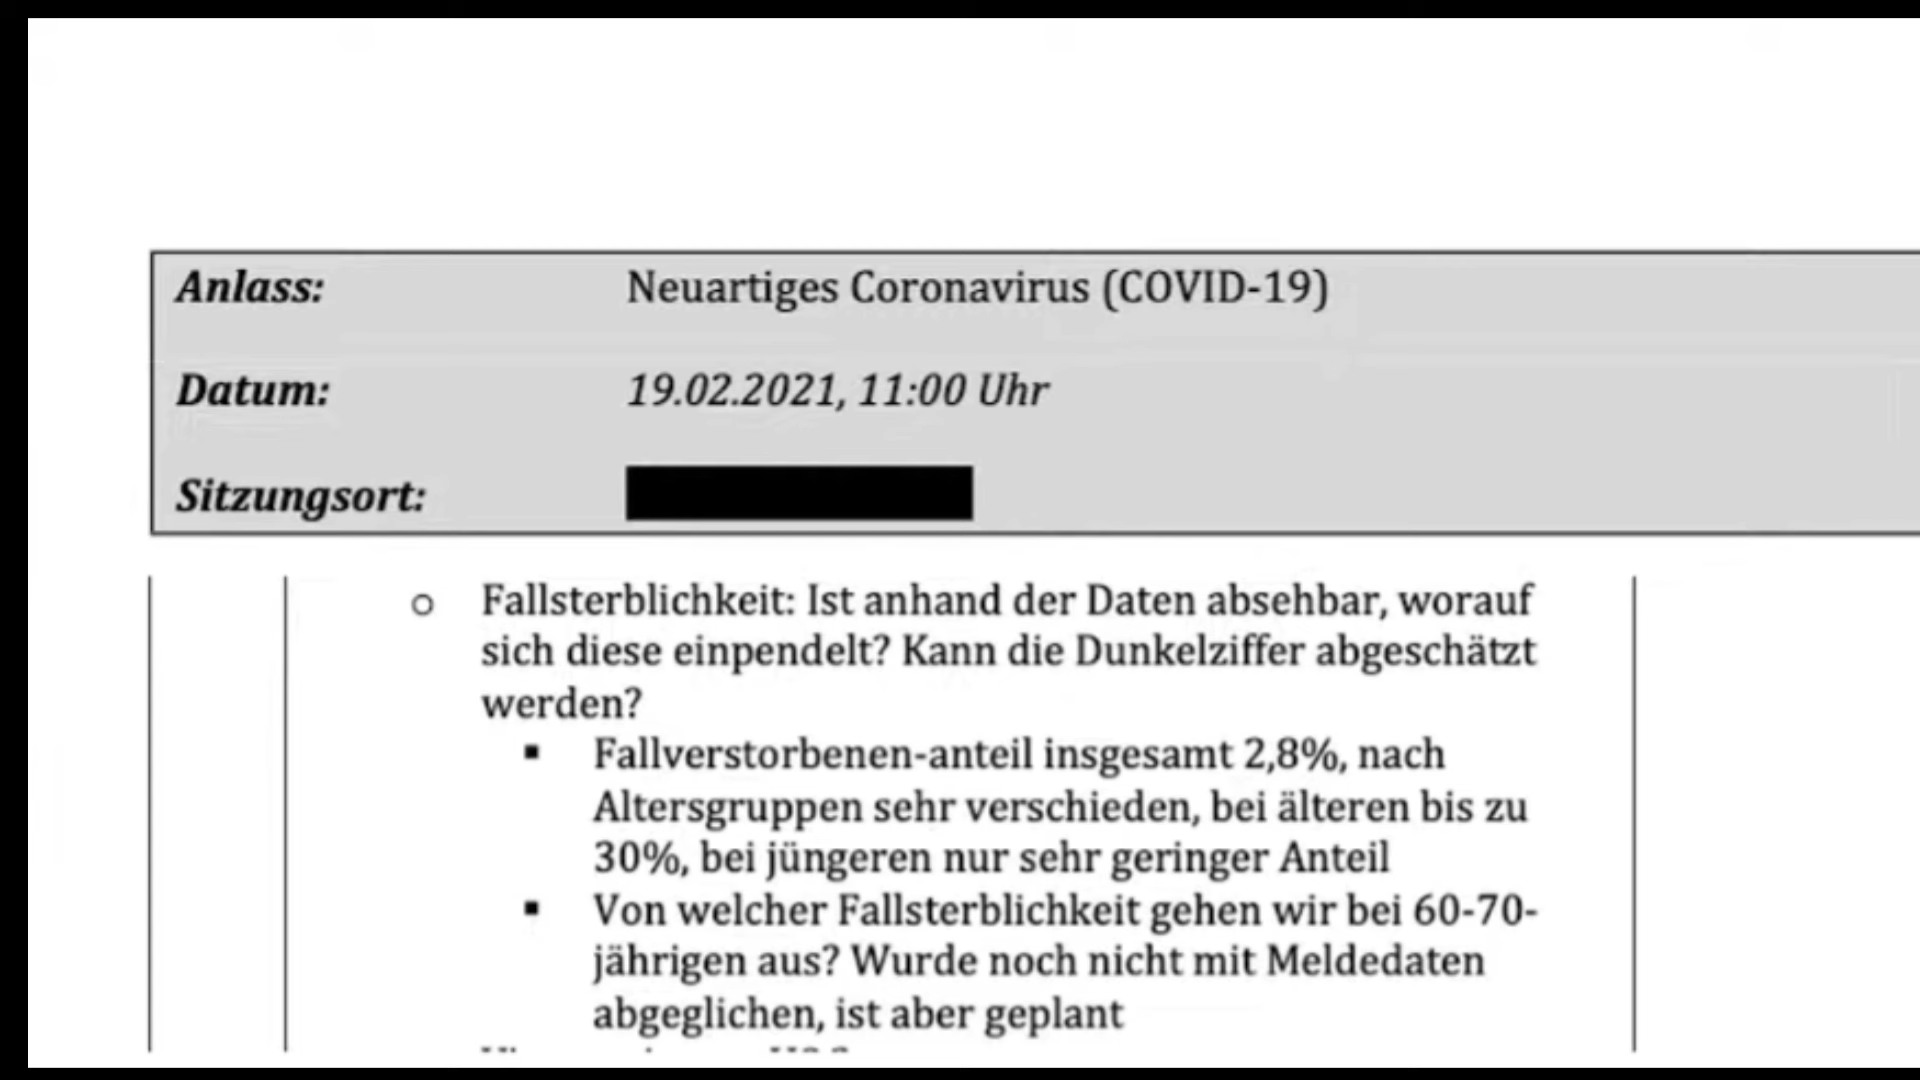 Anlass: Neuartiges Coronavirus (COVID-19)
Datum: 19.02.2021, 11:00 Uhr
Sitzungsort:
o Fallsterblichkeit: Ist anhand der Daten absehbar, worauf
sich diese einpendelt? Kann die Dunkelziffer abgeschätzt
werden?
▪ Fallverstorbenen-anteil insgesamt 2,8%, nach
Altersgruppen sehr verschieden, bei älteren bis zu
30%, bei jüngeren nur sehr geringer Anteil
▪ Von welcher Fallsterblichkeit gehen wir bei 60-70-
jährigen aus? Wurde noch nicht mit Meldedaten
abgeglichen, ist aber geplant